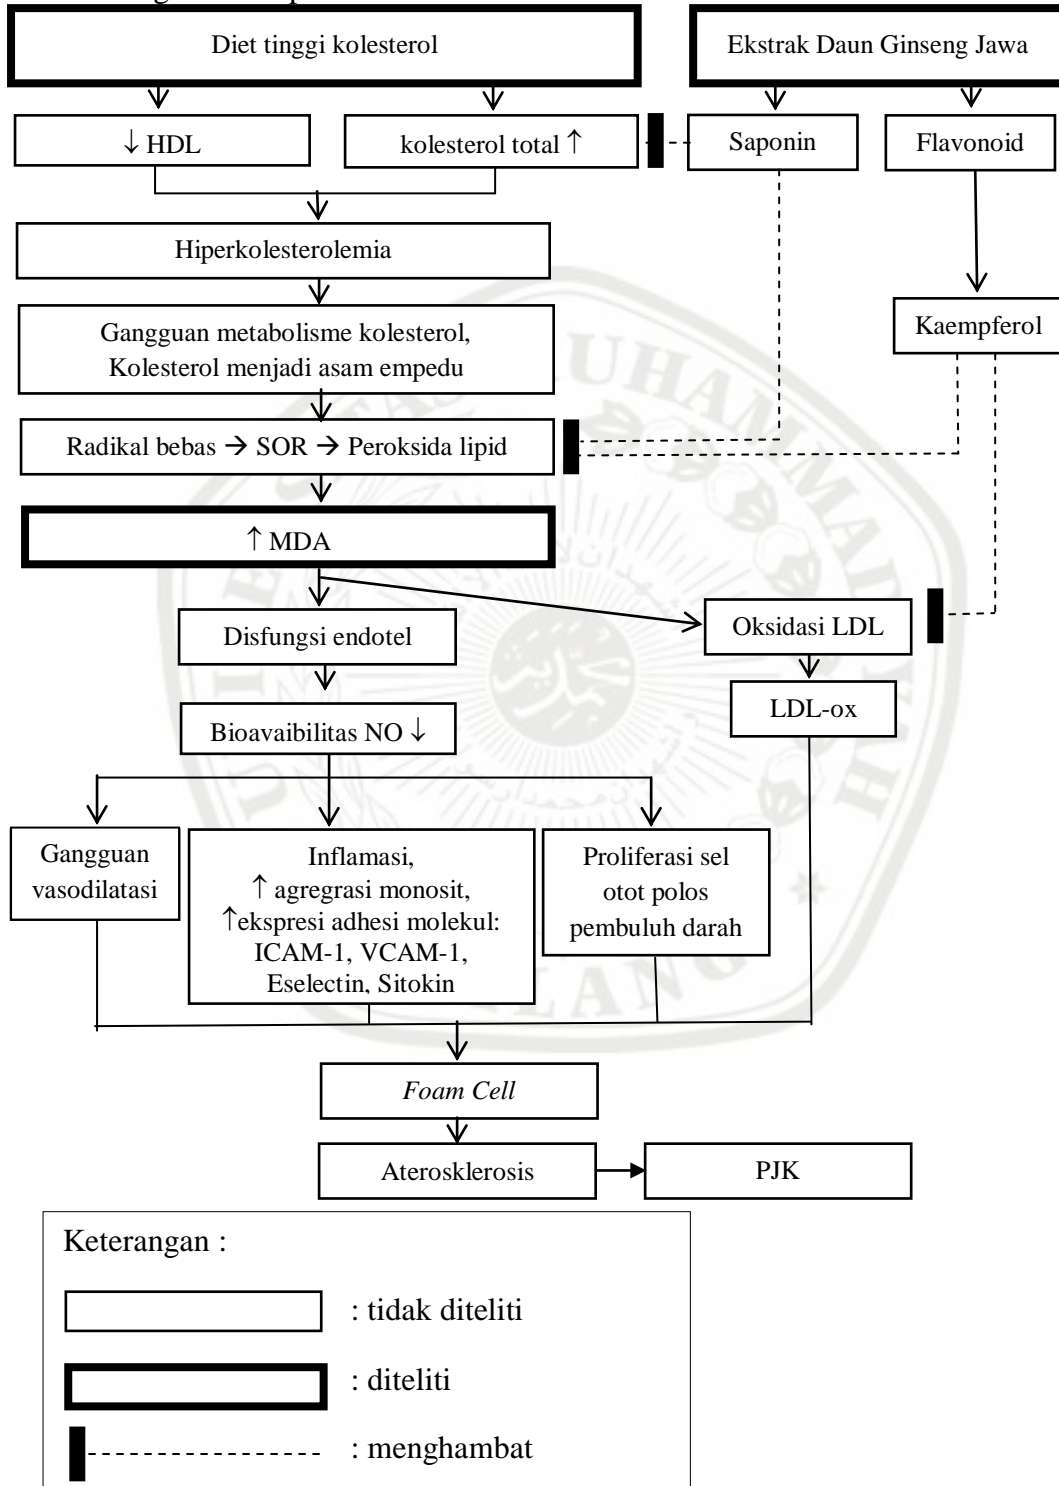 Diet tinggi kolesterol
Ekstrak Daun Ginseng Jawa
↓ HDL
kolesterol total ↑
Saponin
Flavonoid
Hiperkolesterolemia
Gangguan metabolisme kolesterol,
Kolesterol menjadi asam empedu
Kaempferol
Radikal bebas → SOR → Peroksida lipid
↑ MDA
Disfungsi endotel
Oksidasi LDL
Bioavaibilitas NO ↓
LDL-ox
Gangguan
vasodilatasi
Inflamasi,
↑ agregrasi monosit,
↑ekspresi adhesi molekul:
ICAM-1, VCAM-1,
Eselectin, Sitokin
Proliferasi sel
otot polos
pembuluh darah
Foam Cell
Aterosklerosis
PJK
Keterangan :
: tidak diteliti
: diteliti
: menghambat